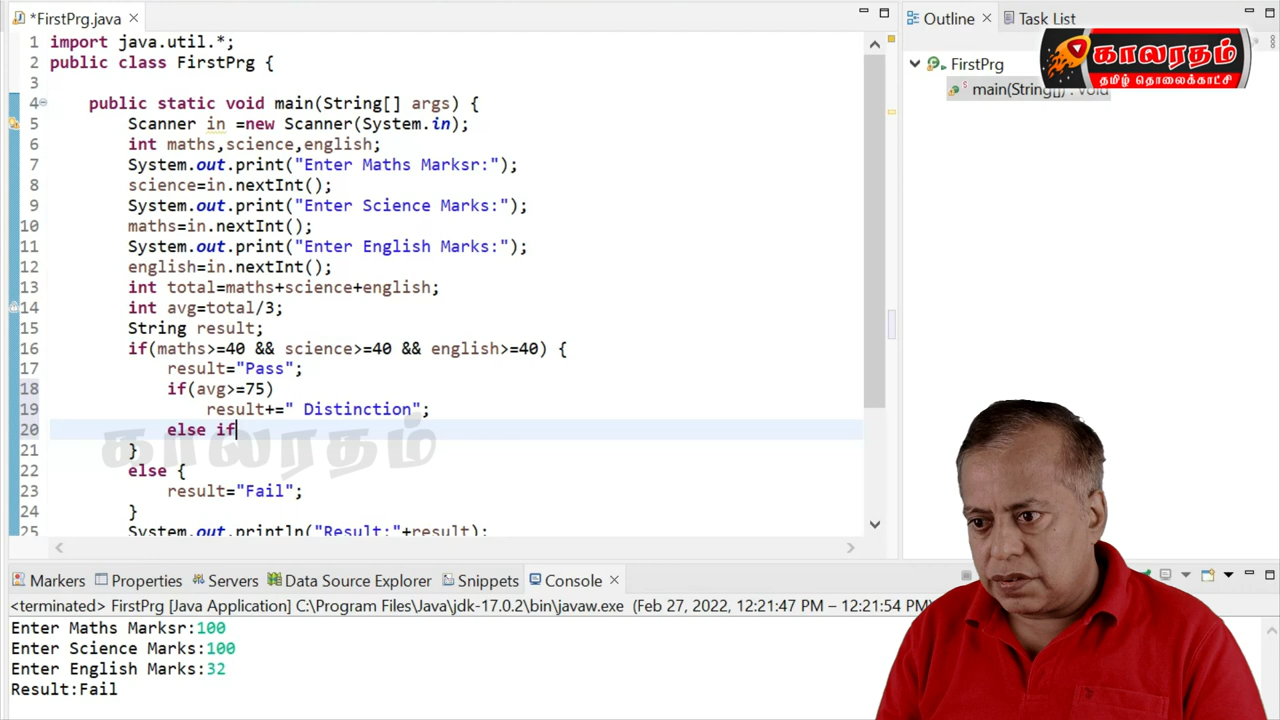 *FirstPrg.java
1 import java.util.*;
2 public class FirstPrg {
3
4 public static void main(String[] args) {
5 Scanner in =new Scanner(System.in);
6 int maths,science,english;
7 System.out.print("Enter Maths Marksr:");
8 science=in.nextInt();
9 System.out.print("Enter Science Marks:");
10 maths=in.nextInt();
11 System.out.print("Enter English Marks:");
12 english=in.nextInt();
13 int total=maths+science+english;
14 int avg=total/3;
15 String result;
16 if(maths>=40 && science>=40 && english>=40) {
17 result="Pass";
18 if(avg>=75)
19 result+=" Distinction";
20 else if
21 }
22 else {
23 result="Fail";
24 }
25 System.out.println("Result:"+result);
காலரதம்
Outline Task List
காலரதம்
தமிழ் தொலைக்காட்சி
FirstPrg
main(String[]) : void
Markers Properties Servers Data Source Explorer Snippets Console
<terminated> FirstPrg [Java Application] C:\Program Files\Java\jdk-17.0.2\bin\javaw.exe (Feb 27, 2022, 12:21:47 PM – 12:21:54 PM)
Enter Maths Marksr:100
Enter Science Marks:100
Enter English Marks:32
Result:Fail